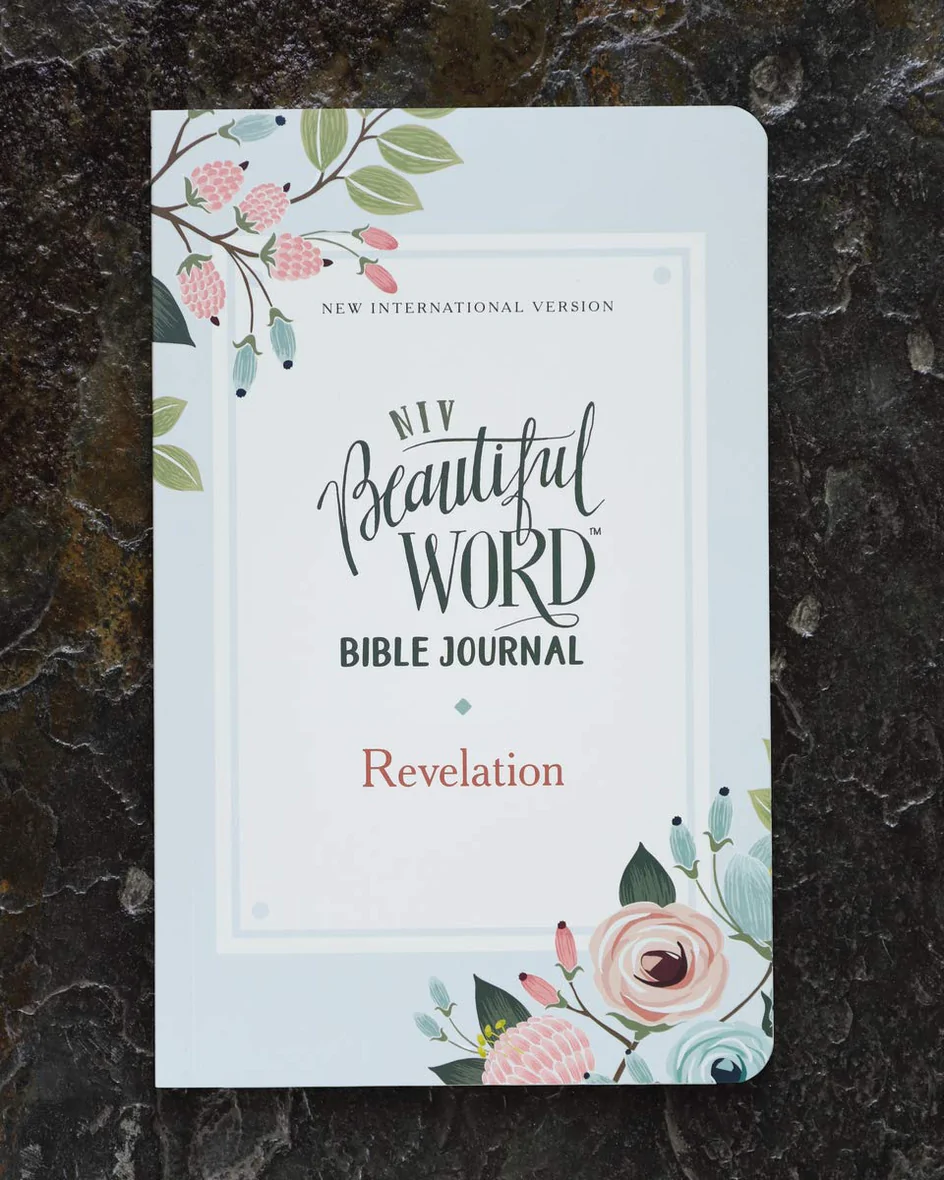 NEW INTERNATIONAL VERSION
NIV
Beautiful
WORD™
BIBLE JOURNAL
Revelation